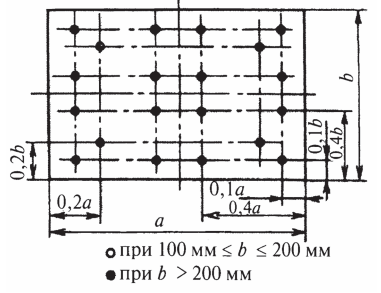 b
0,2b
0,1b
0,4b
0,2a
0,1a
0,4a
a
при 100 мм ≤ b ≤ 200 мм
при b > 200 мм